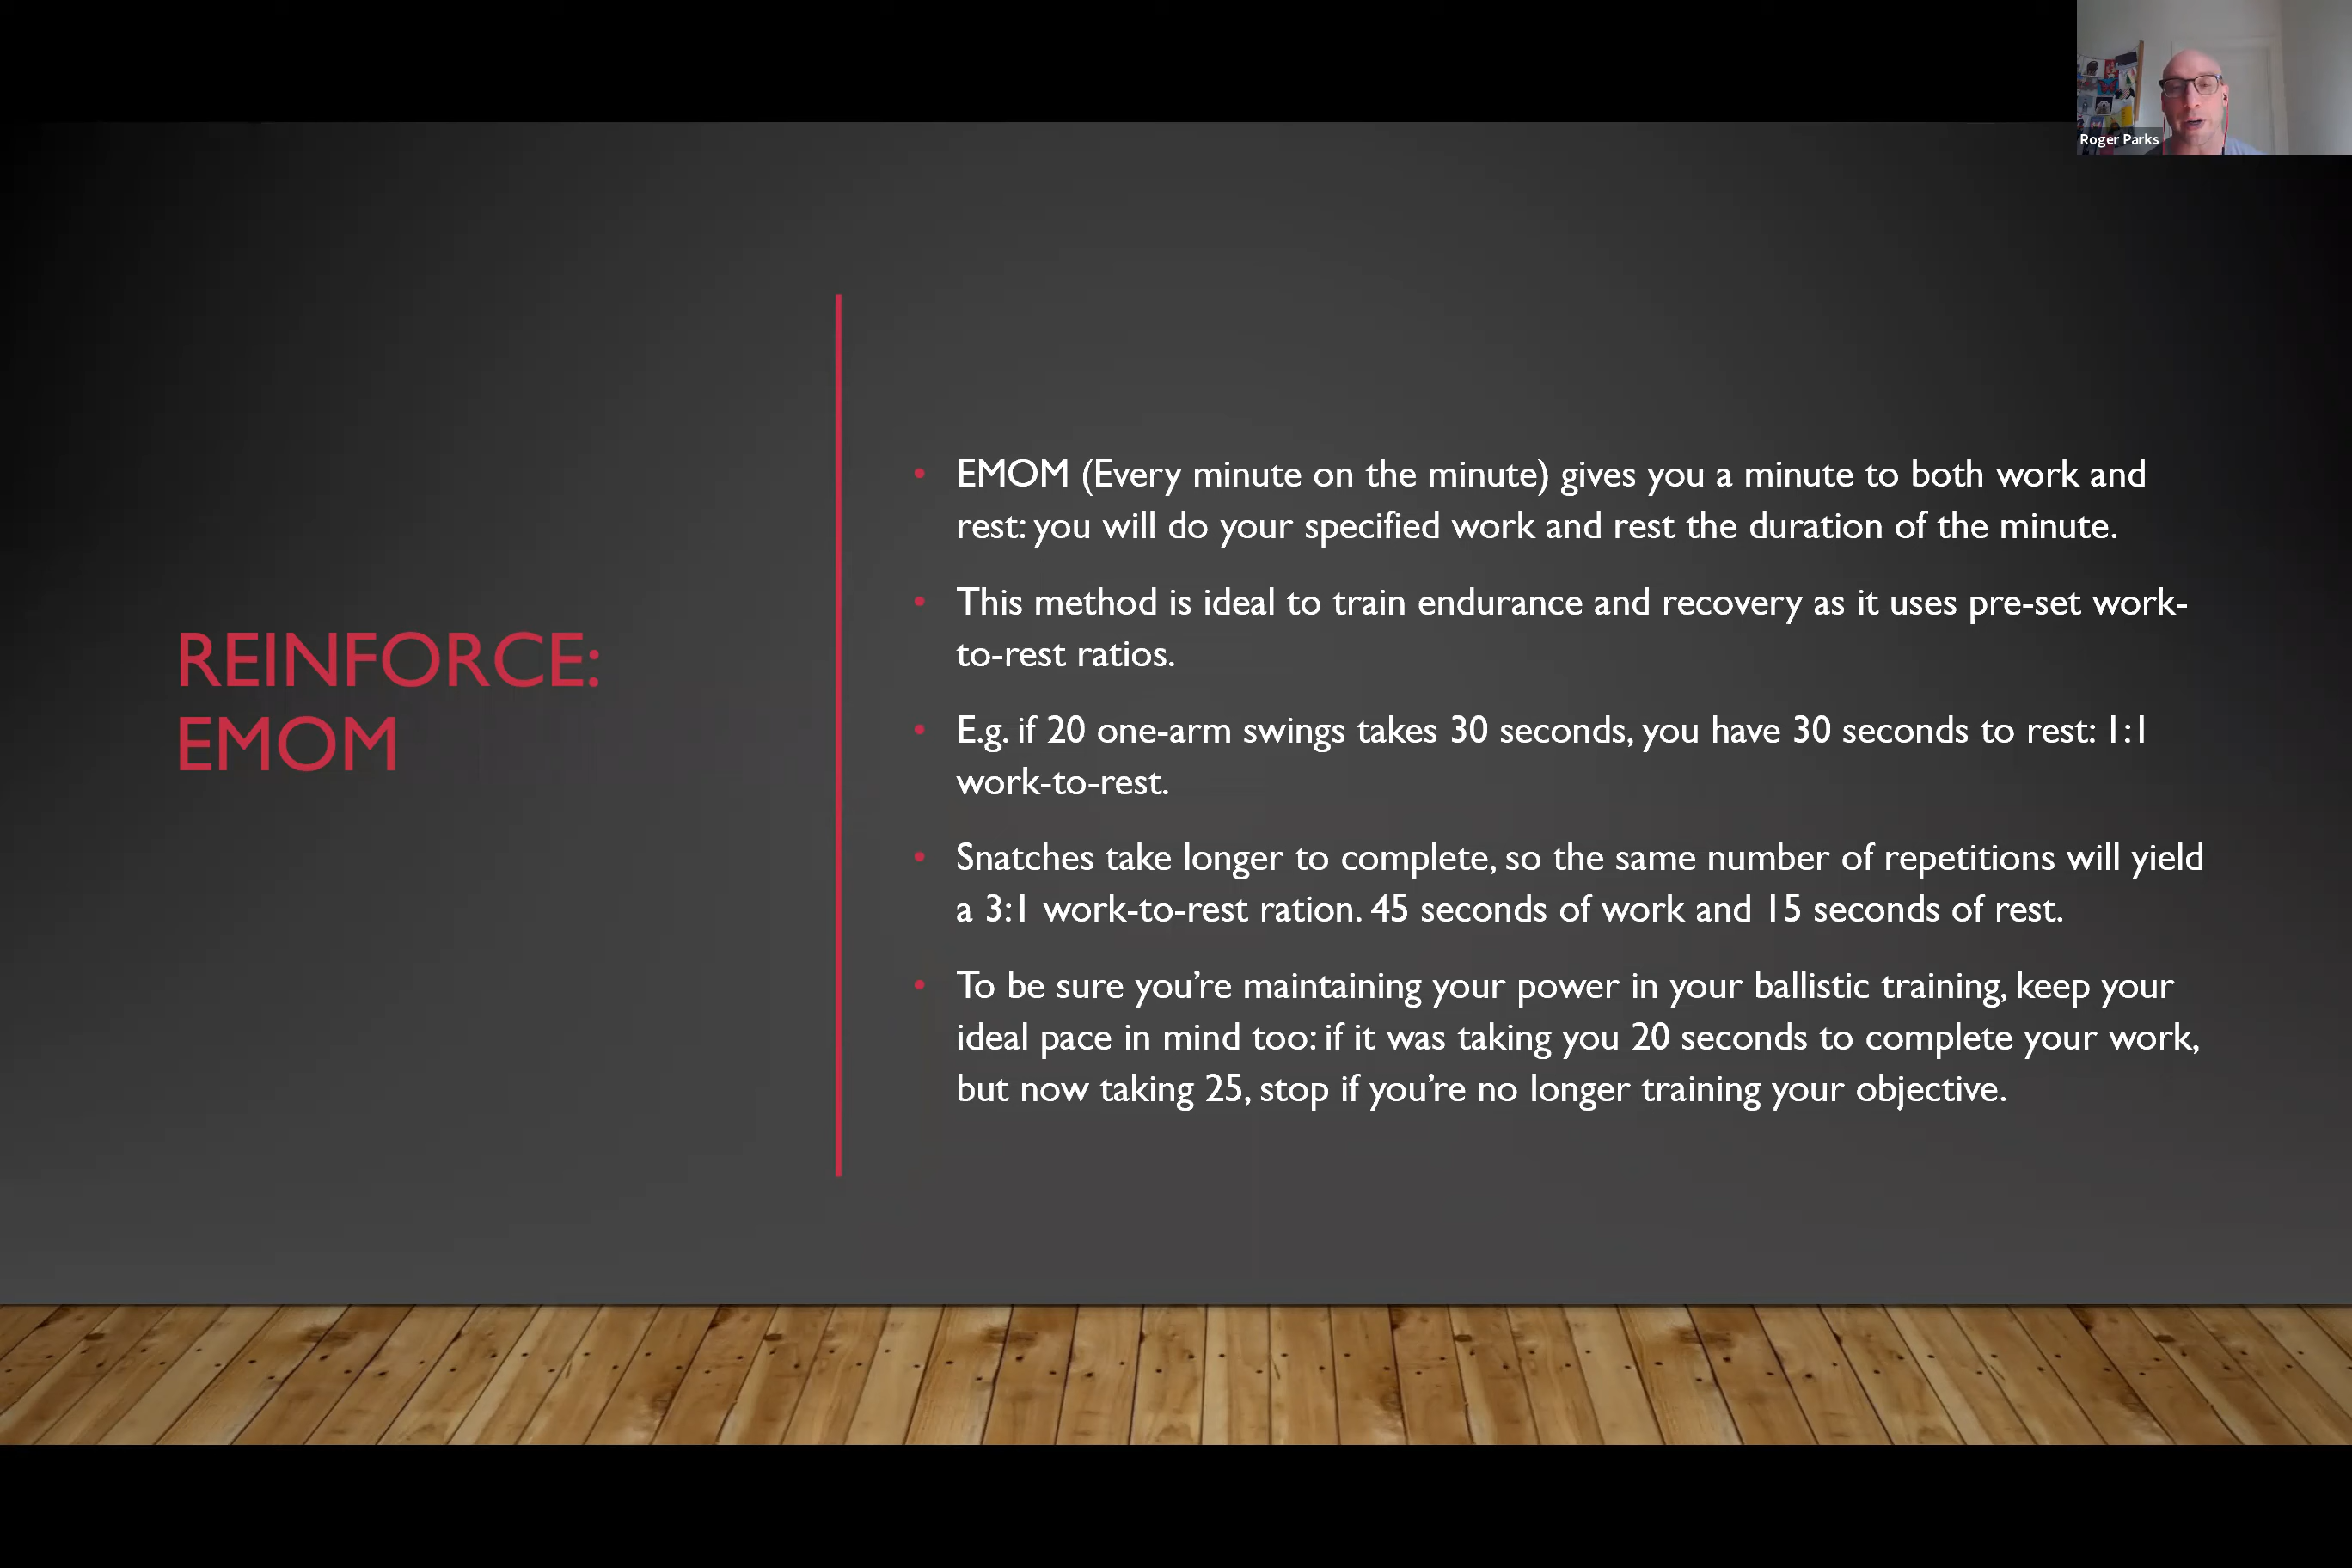 Roger Parks
REINFORCE:
EMOM
• EMOM (Every minute on the minute) gives you a minute to both work and
rest: you will do your specified work and rest the duration of the minute.
• This method is ideal to train endurance and recovery as it uses pre-set work-
to-rest ratios.
• E.g. if 20 one-arm swings takes 30 seconds, you have 30 seconds to rest: 1:1
work-to-rest.
• Snatches take longer to complete, so the same number of repetitions will yield
a 3:1 work-to-rest ration. 45 seconds of work and 15 seconds of rest.
• To be sure you’re maintaining your power in your ballistic training, keep your
ideal pace in mind too: if it was taking you 20 seconds to complete your work,
but now taking 25, stop if you’re no longer training your objective.